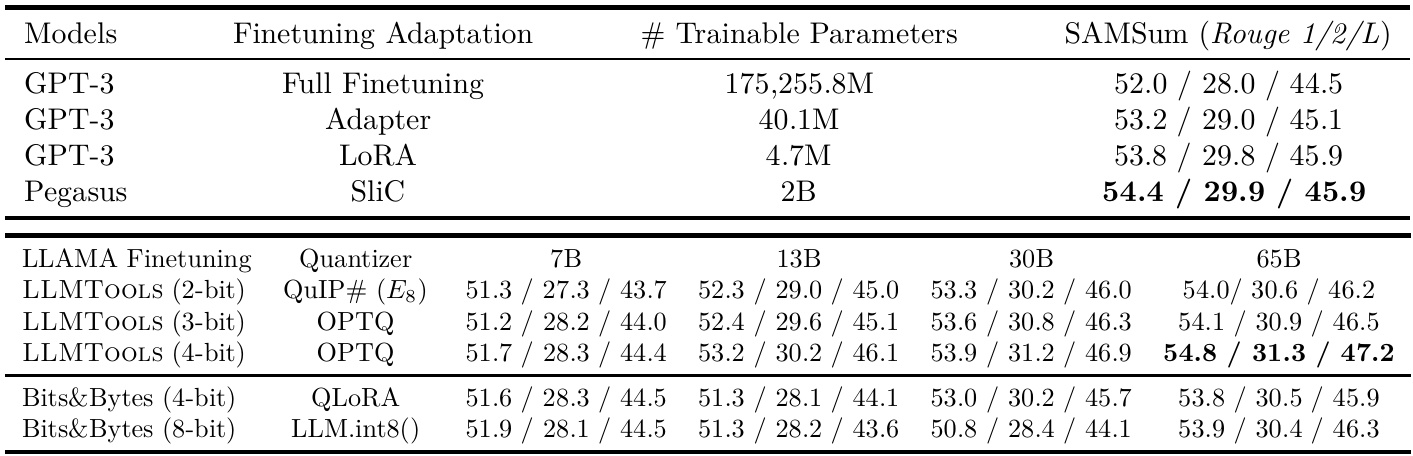 Models Finetuning Adaptation # Trainable Parameters SAMSum (Rouge 1/2/L)
GPT-3 Full Finetuning 175,255.8M 52.0 / 28.0 / 44.5
GPT-3 Adapter 40.1M 53.2 / 29.0 / 45.1
GPT-3 LoRA 4.7M 53.8 / 29.8 / 45.9
Pegasus SliC 2B 54.4 / 29.9 / 45.9
LLAMA Finetuning Quantizer 7B 13B 30B 65B
LLMTOOLS (2-bit) QuIP# (E8) 51.3 / 27.3 / 43.7 52.3 / 29.0 / 45.0 53.3 / 30.2 / 46.0 54.0/ 30.6 / 46.2
LLMTOOLS (3-bit) OPTQ 51.2 / 28.2 / 44.0 52.4 / 29.6 / 45.1 53.6 / 30.8 / 46.3 54.1 / 30.9 / 46.5
LLMTOOLS (4-bit) OPTQ 51.7 / 28.3 / 44.4 53.2 / 30.2 / 46.1 53.9 / 31.2 / 46.9 54.8 / 31.3 / 47.2
Bits&Bytes (4-bit) QLoRA 51.6 / 28.3 / 44.5 51.3 / 28.1 / 44.1 53.0 / 30.2 / 45.7 53.8 / 30.5 / 45.9
Bits&Bytes (8-bit) LLM.int8() 51.9 / 28.1 / 44.5 51.3 / 28.2 / 43.6 50.8 / 28.4 / 44.1 53.9 / 30.4 / 46.3